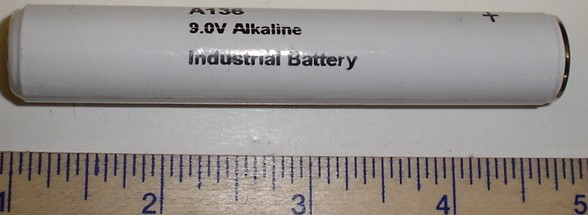 A136
9.0V Alkaline
Industrial Battery
+
1 2 3 4 5